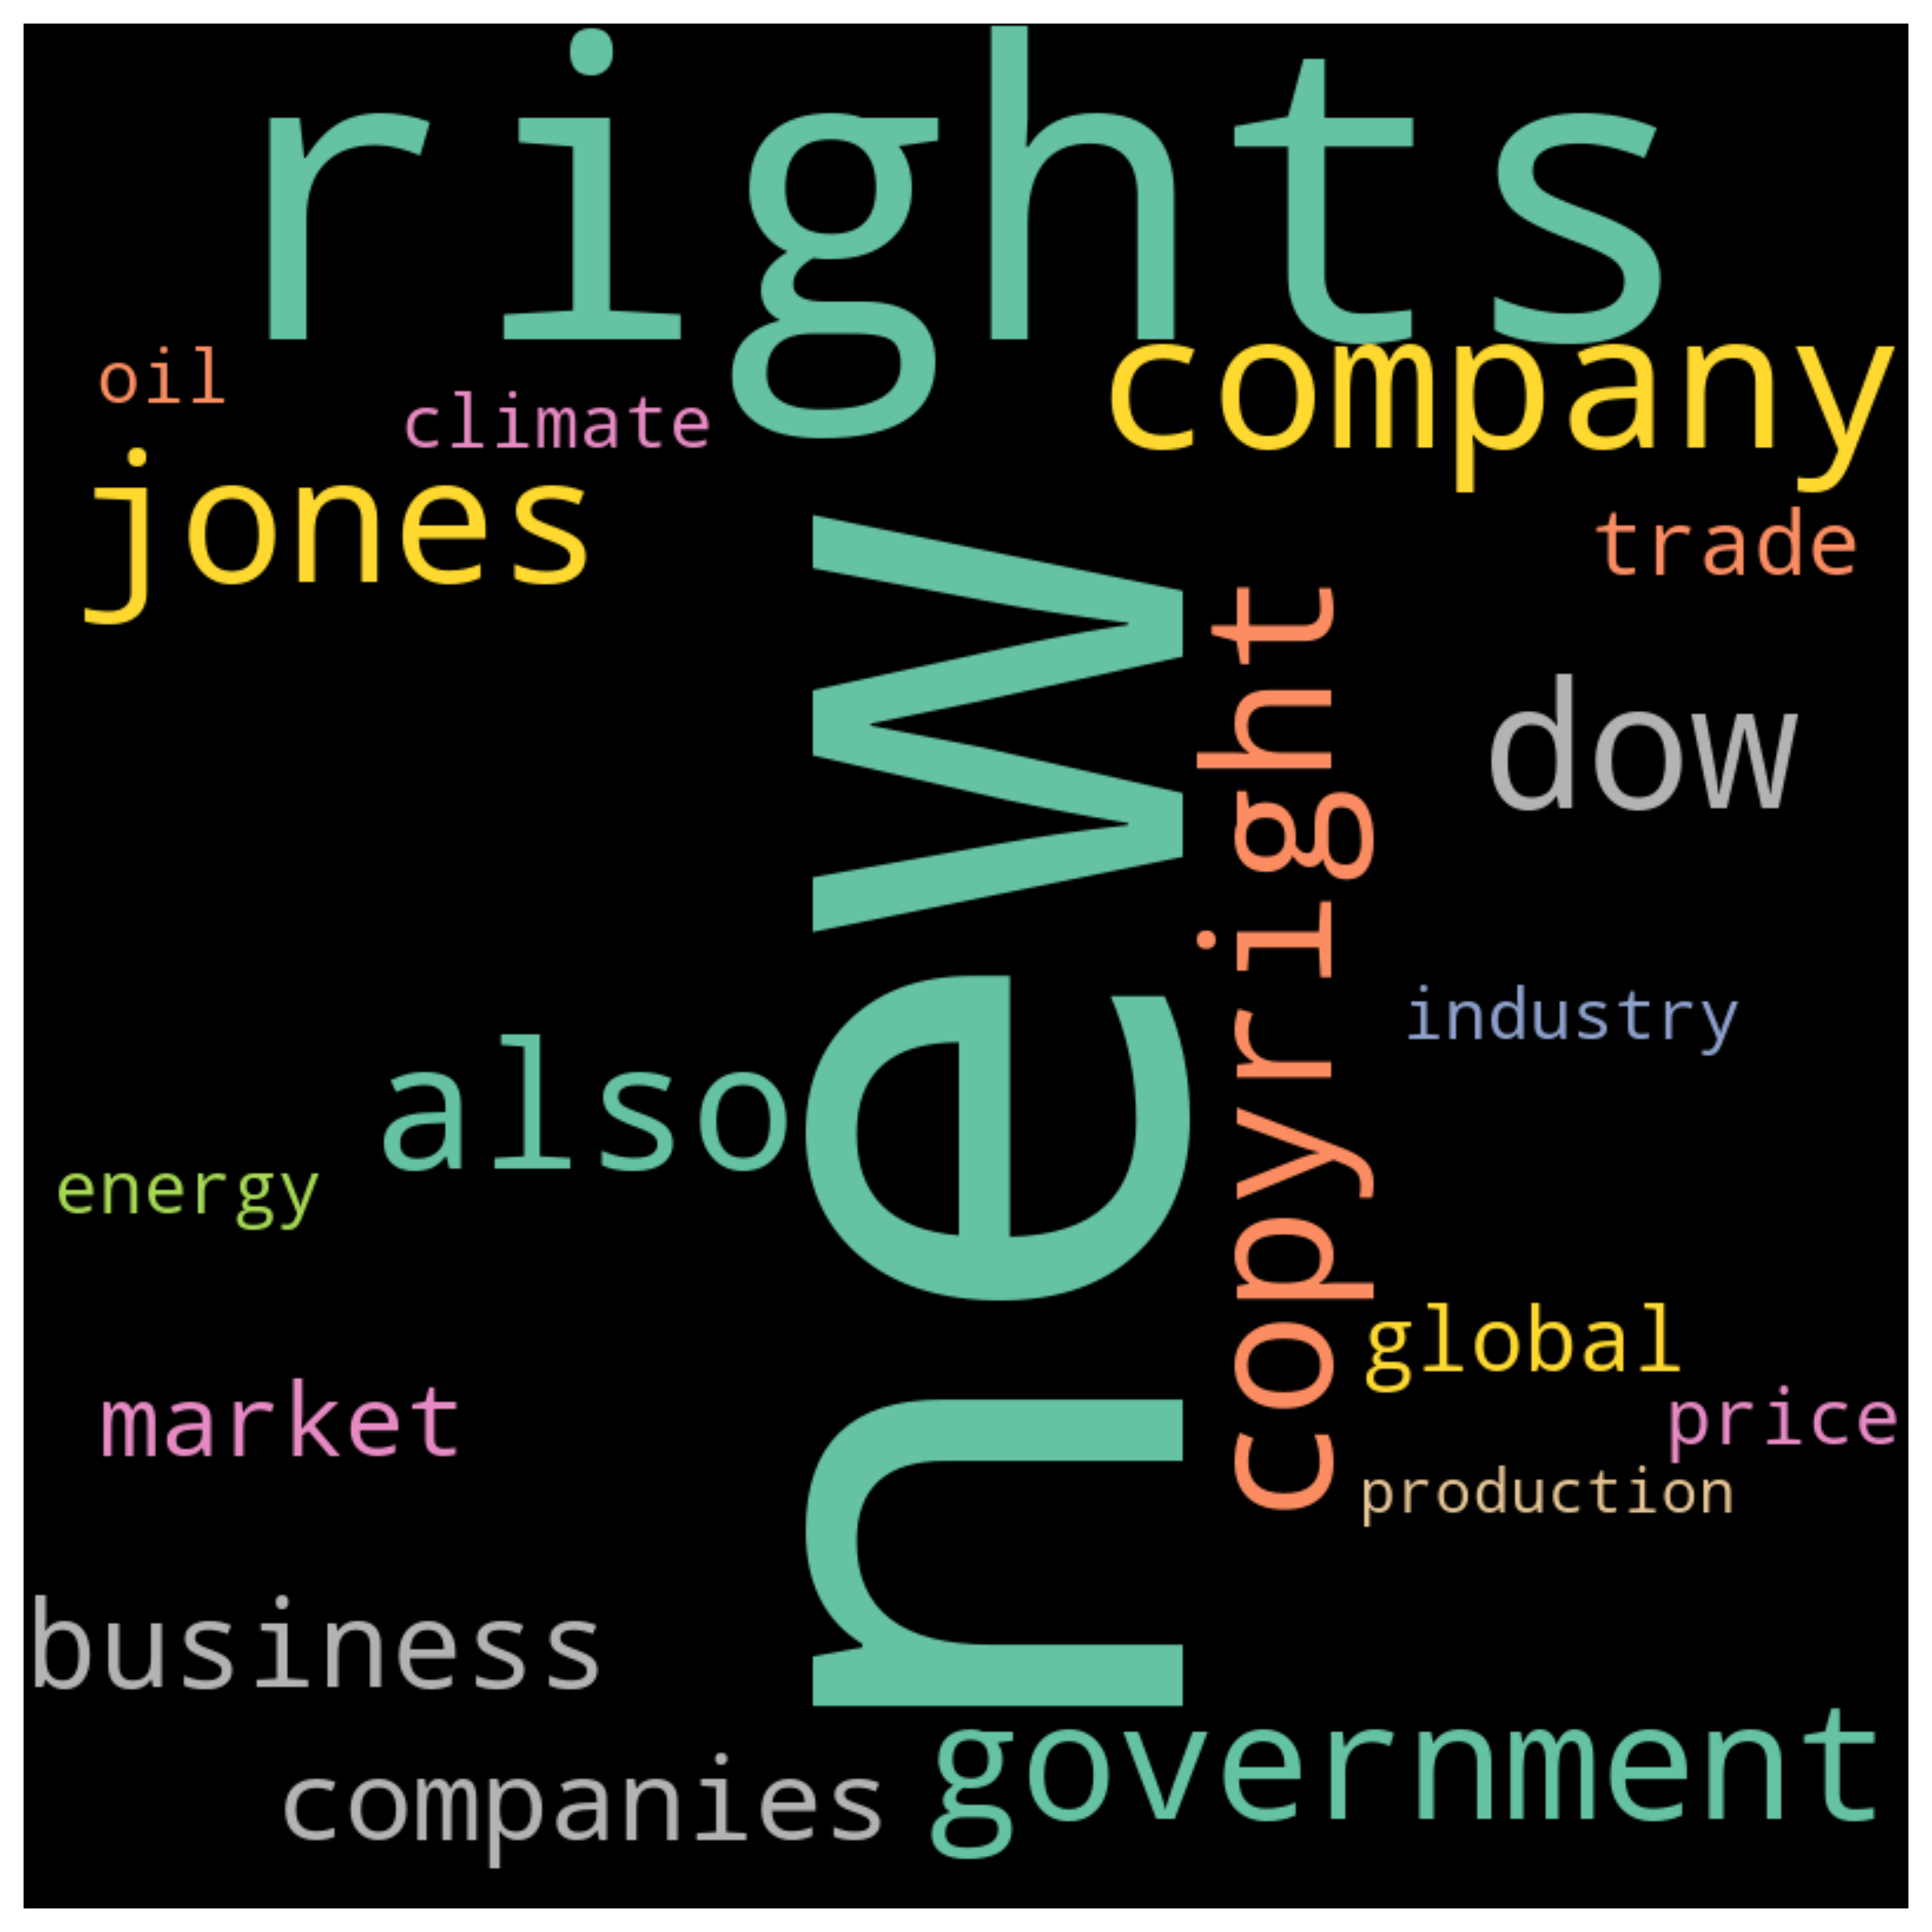 rights
oil
climate
company
jones
trade
new
copyright
dow
industry
also
energy
global
market
price
production
business
government
companies